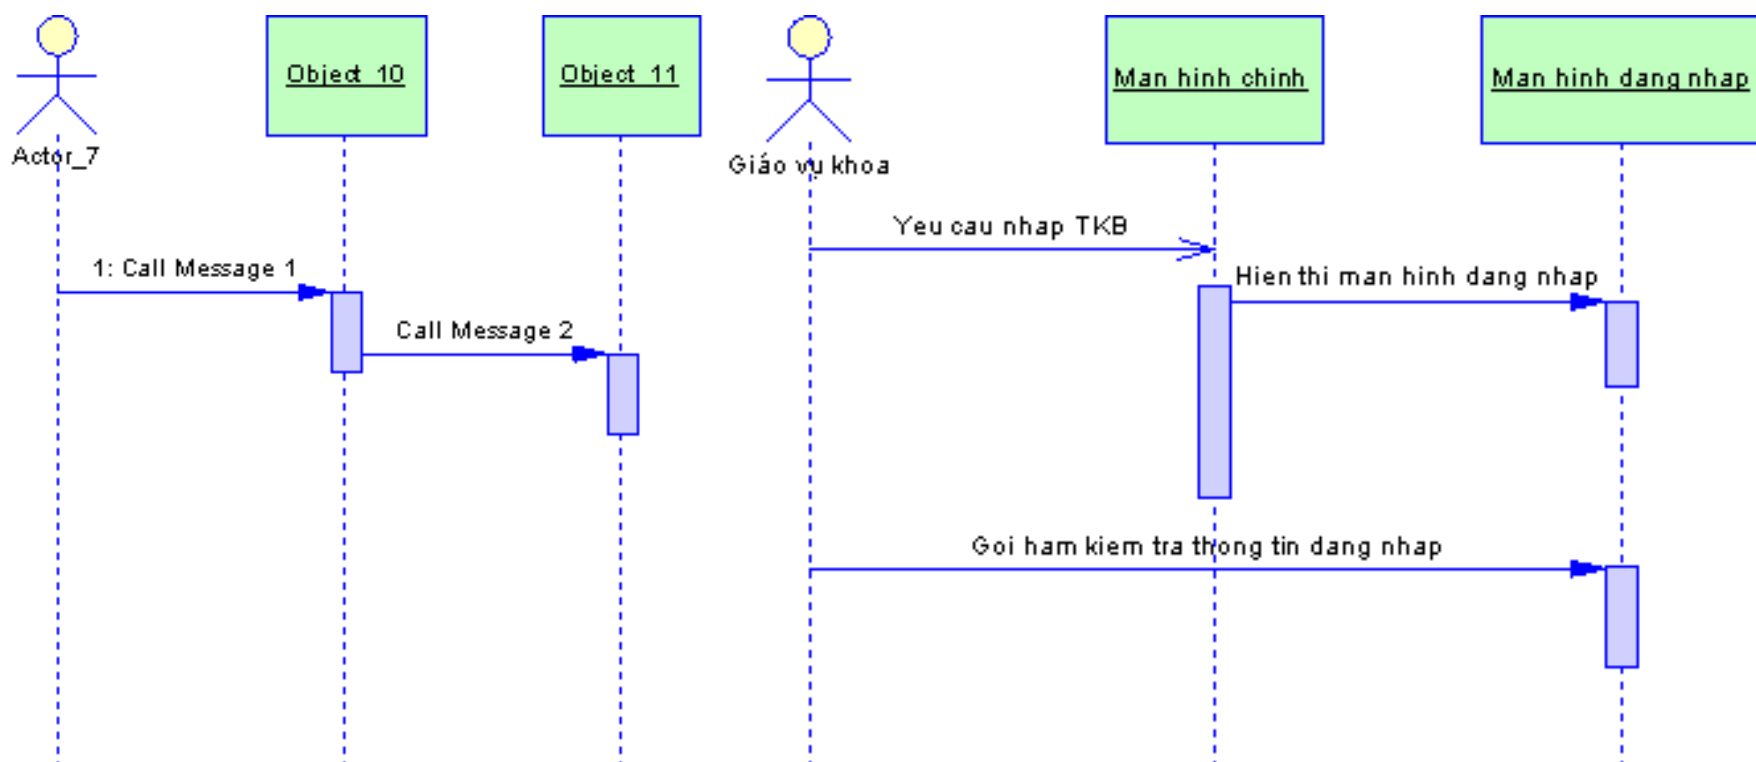 Object_10
Object_11
Man hinh chinh
Man hinh dang nhap
Actor_7
Giáo vụ khoa
Yeu cau nhap TKB
1: Call Message 1
Hien thi man hinh dang nhap
Call Message 2
Goi ham kiem tra thong tin dang nhap